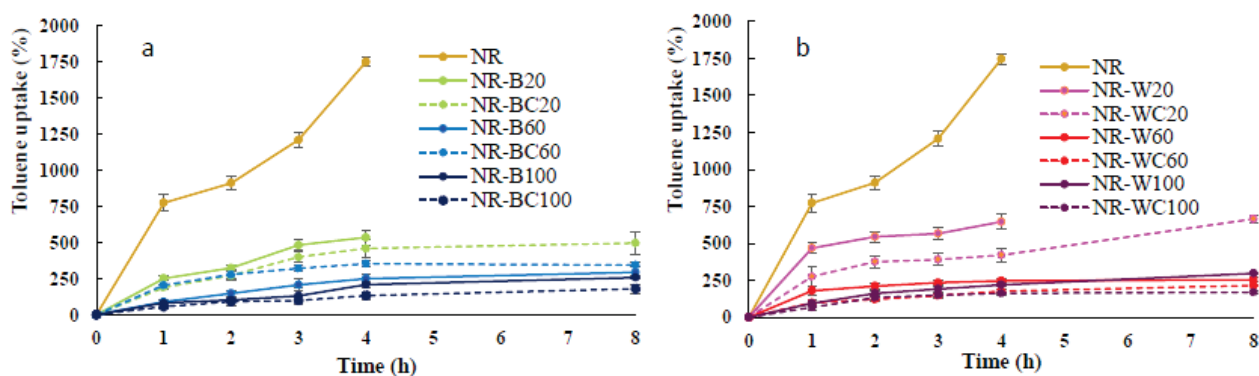 a
Toluene uptake (%)
2000
1750
1500
1250
1000
750
500
250
0
0 1 2 3 4 5 6 7 8
Time (h)
NR
NR-B20
NR-BC20
NR-B60
NR-BC60
NR-B100
NR-BC100
b
Toluene uptake (%)
2000
1750
1500
1250
1000
750
500
250
0
0 1 2 3 4 5 6 7 8
Time (h)
NR
NR-W20
NR-WC20
NR-W60
NR-WC60
NR-W100
NR-WC100